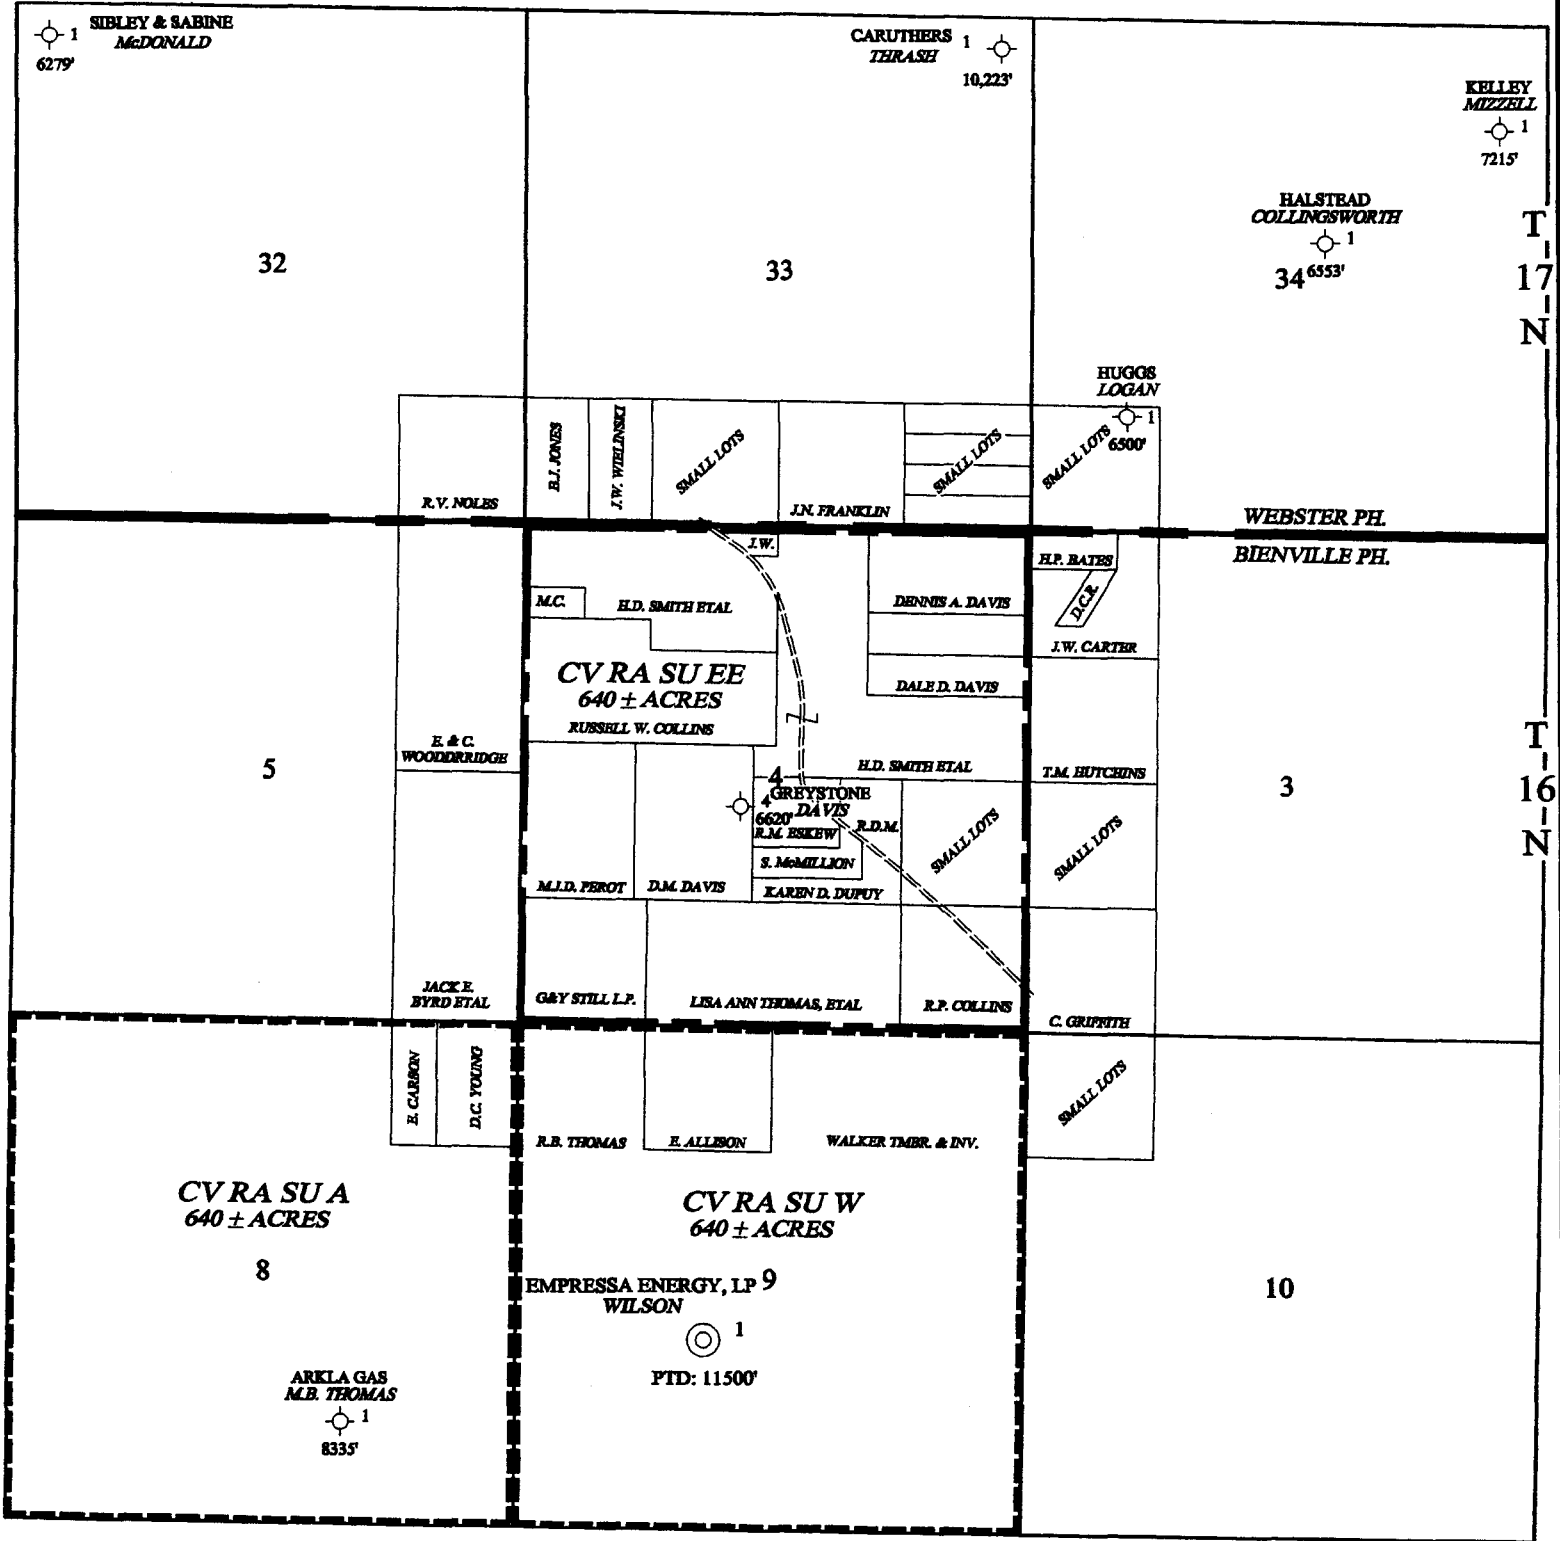 SIBLEY & SABINE
McDONALD
1
6279'
CARUTHERS
THRASH
1
10,223'
KELLEY
MIZZELL
1
7215'
HALSTEAD
COLLINGSWORTH
1
6553'
32
33
34
T
17
N
HUGGS
LOGAN
1
6500'
B.J. JONES
J.W. WIELINSKI
SMALL LOTS
SMALL LOTS
SMALL LOTS
R.V. NOLES
J.N. FRANKLIN
WEBSTER PH.
BIENVILLE PH.
J.W.
H.P. BATES
D.C.R.
M.C.
H.D. SMITH ETAL
DENNIS A. DAVIS
J.W. CARTER
CV RA SU EE
640 ± ACRES
DALE D. DAVIS
RUSSELL W. COLLINS
E. & C.
WOODDRRIDGE
5
H.D. SMITH ETAL
T.M. HUTCHINS
3
T
16
N
4
GREYSTONE
DAVIS
4
6620'
R.M. ESKEW
R.D.M.
SMALL LOTS
SMALL LOTS
S. McMILLION
M.J.D. PEROT
D.M. DAVIS
KAREN D. DUPUY
JACK E.
BYRD ETAL
G&Y STILL L.P.
LISA ANN THOMAS, ETAL
R.P. COLLINS
C. GRIFFITH
E. CARSON
D.C. YOUNG
SMALL LOTS
R.B. THOMAS
E. ALLISON
WALKER TMBR. & INV.
CV RA SU A
640 ± ACRES
8
CV RA SU W
640 ± ACRES
9
10
EMPRESSA ENERGY, LP
WILSON
1
PTD: 11500'
ARKLA GAS
M.B. THOMAS
1
8335'